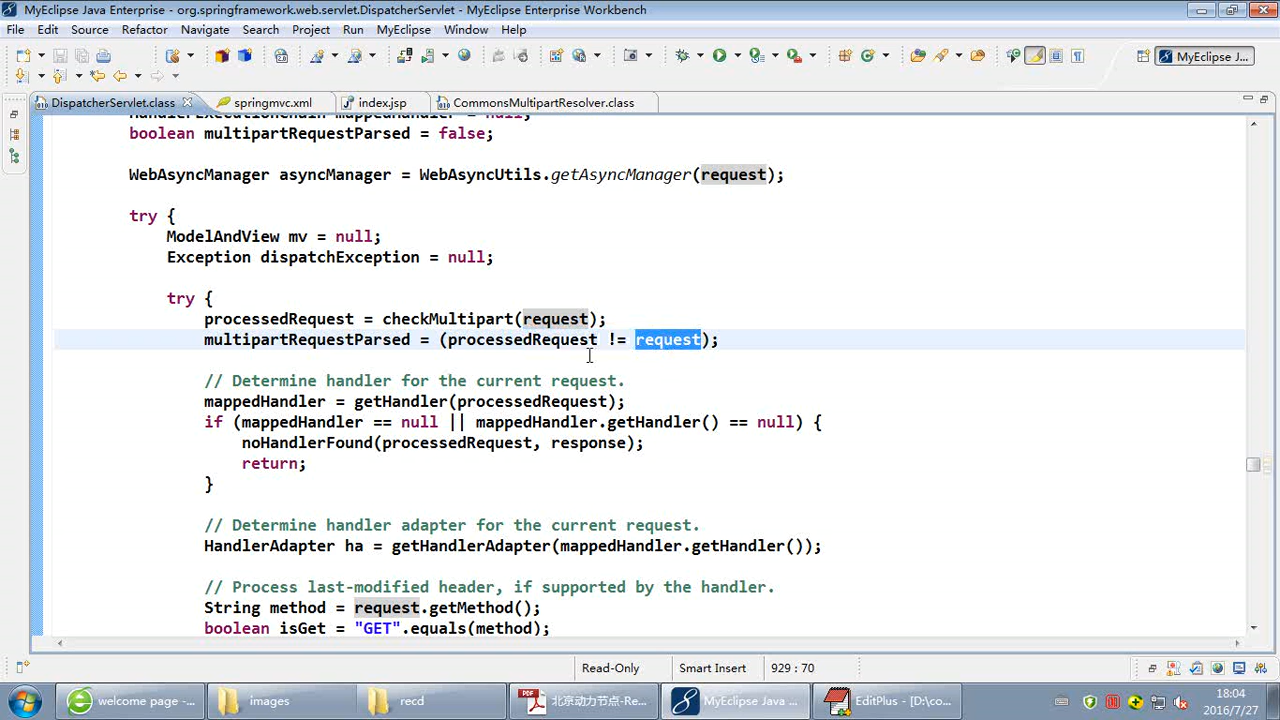 MyEclipse Java Enterprise - org.springframework.web.servlet.DispatcherServlet - MyEclipse Enterprise Workbench
File Edit Source Refactor Navigate Search Project Run MyEclipse Window Help
MyEclipse J...
DispatcherServlet.class springmvc.xml index.jsp CommonsMultipartResolver.class
HandlerExecutionChain mappedHandler = null;
boolean multipartRequestParsed = false;
WebAsyncManager asyncManager = WebAsyncUtils.getAsyncManager(request);
try {
ModelAndView mv = null;
Exception dispatchException = null;
try {
processedRequest = checkMultipart(request);
multipartRequestParsed = (processedRequest != request);
// Determine handler for the current request.
mappedHandler = getHandler(processedRequest);
if (mappedHandler == null || mappedHandler.getHandler() == null) {
noHandlerFound(processedRequest, response);
return;
}
// Determine handler adapter for the current request.
HandlerAdapter ha = getHandlerAdapter(mappedHandler.getHandler());
// Process last-modified header, if supported by the handler.
String method = request.getMethod();
boolean isGet = "GET".equals(method);
Read-Only Smart Insert 929 : 70
welcome page -... images recd 北京动力节点-Re... MyEclipse Java ... EditPlus - [D:\co... 18:04
2016/7/27